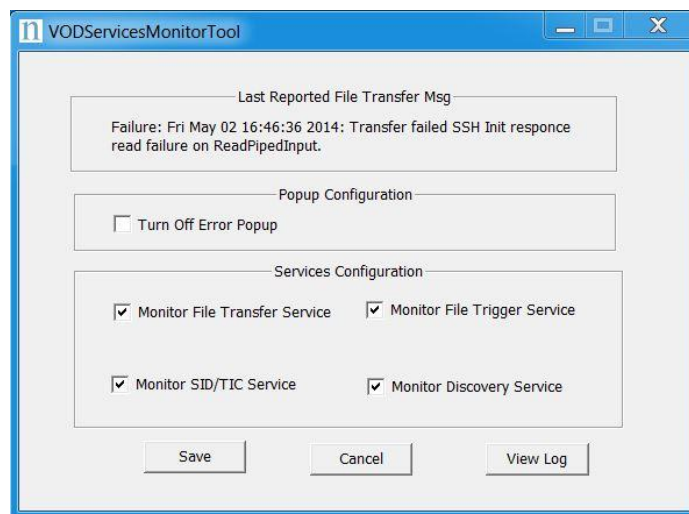 n VODServicesMonitorTool
Last Reported File Transfer Msg
Failure: Fri May 02 16:46:36 2014: Transfer failed SSH Init responce
read failure on ReadPipedInput.
Popup Configuration
Turn Off Error Popup
Services Configuration
Monitor File Transfer Service Monitor File Trigger Service
Monitor SID/TIC Service Monitor Discovery Service
Save Cancel View Log